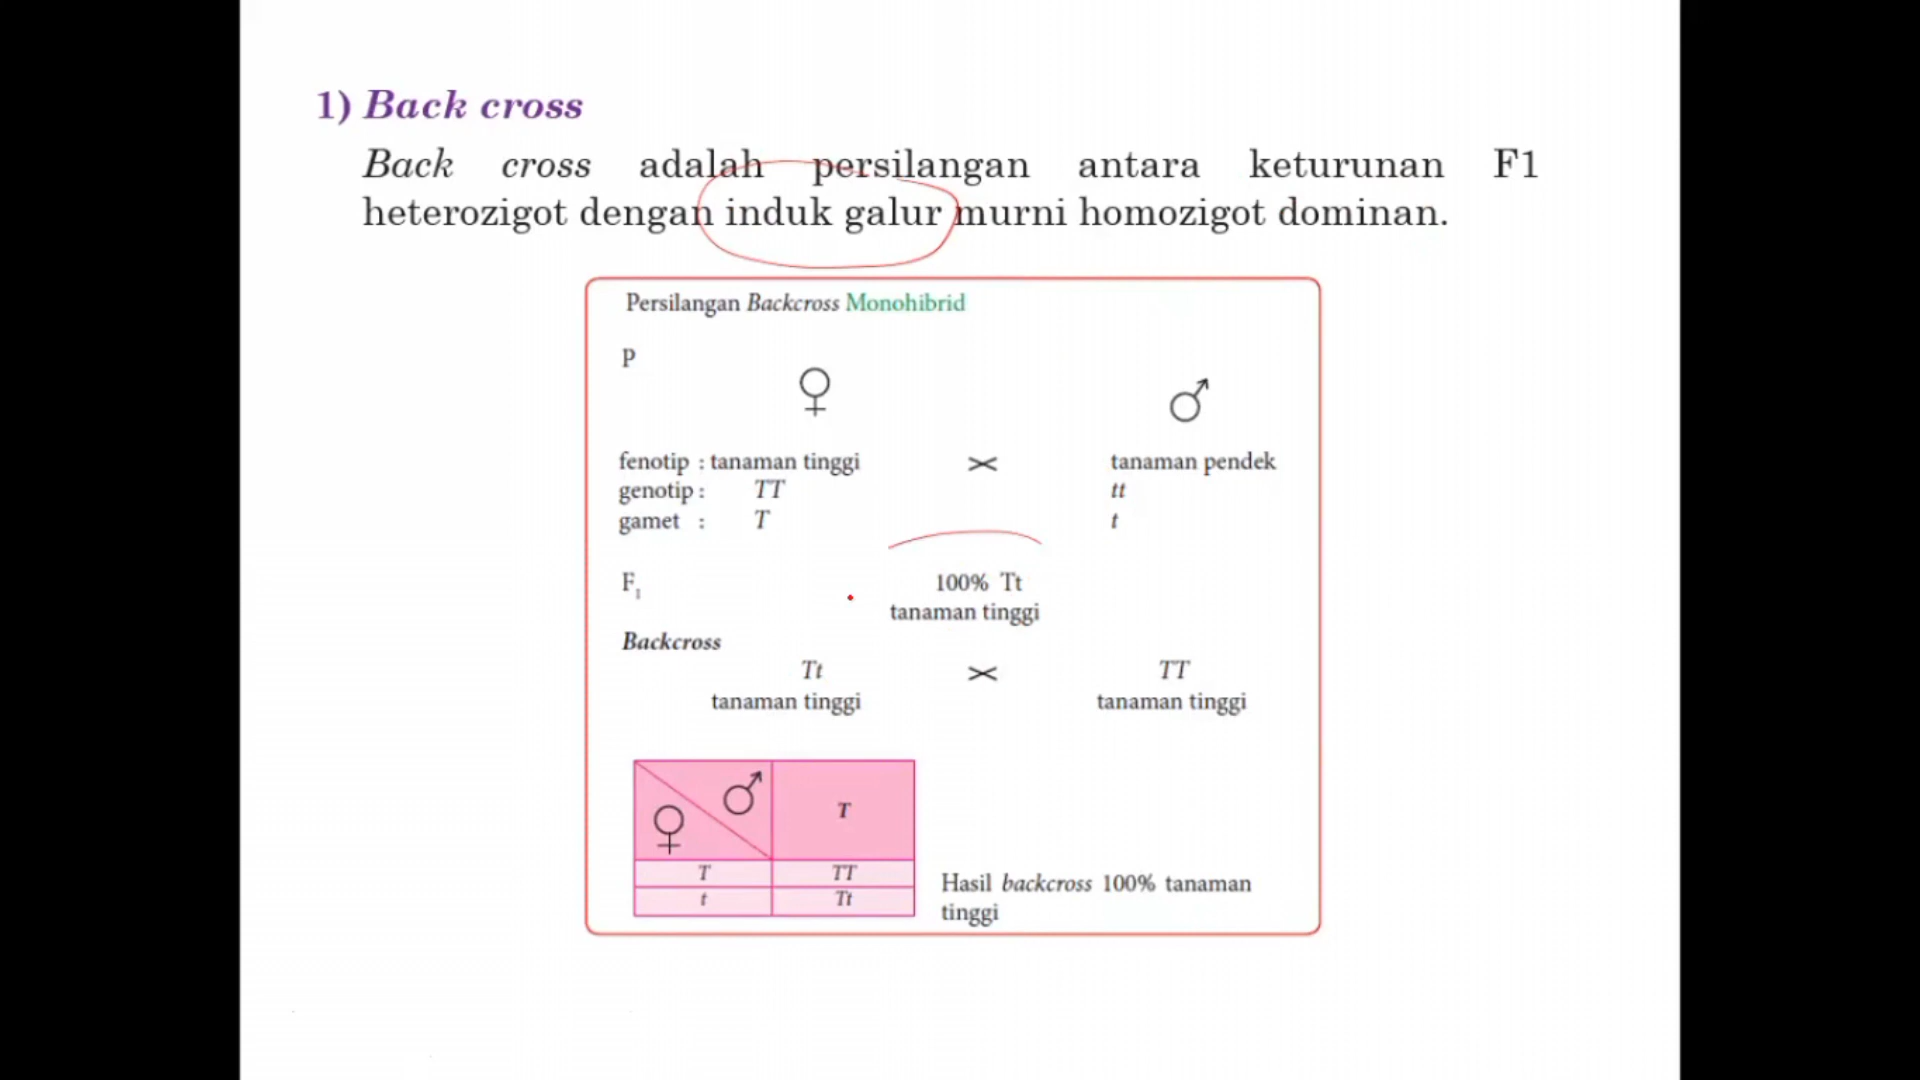 1) Back cross
Back cross adalah persilangan antara keturunan F1
heterozigot dengan induk galur murni homozigot dominan.
Persilangan Backcross Monohibrid
P
♀ ♂
fenotip : tanaman tinggi × tanaman pendek
genotip : TT tt
gamet : T t
F₁ 100% Tt
tanaman tinggi
Backcross
Tt × TT
tanaman tinggi tanaman tinggi
♀ ♂ T
T TT
t Tt
Hasil backcross 100% tanaman
tinggi